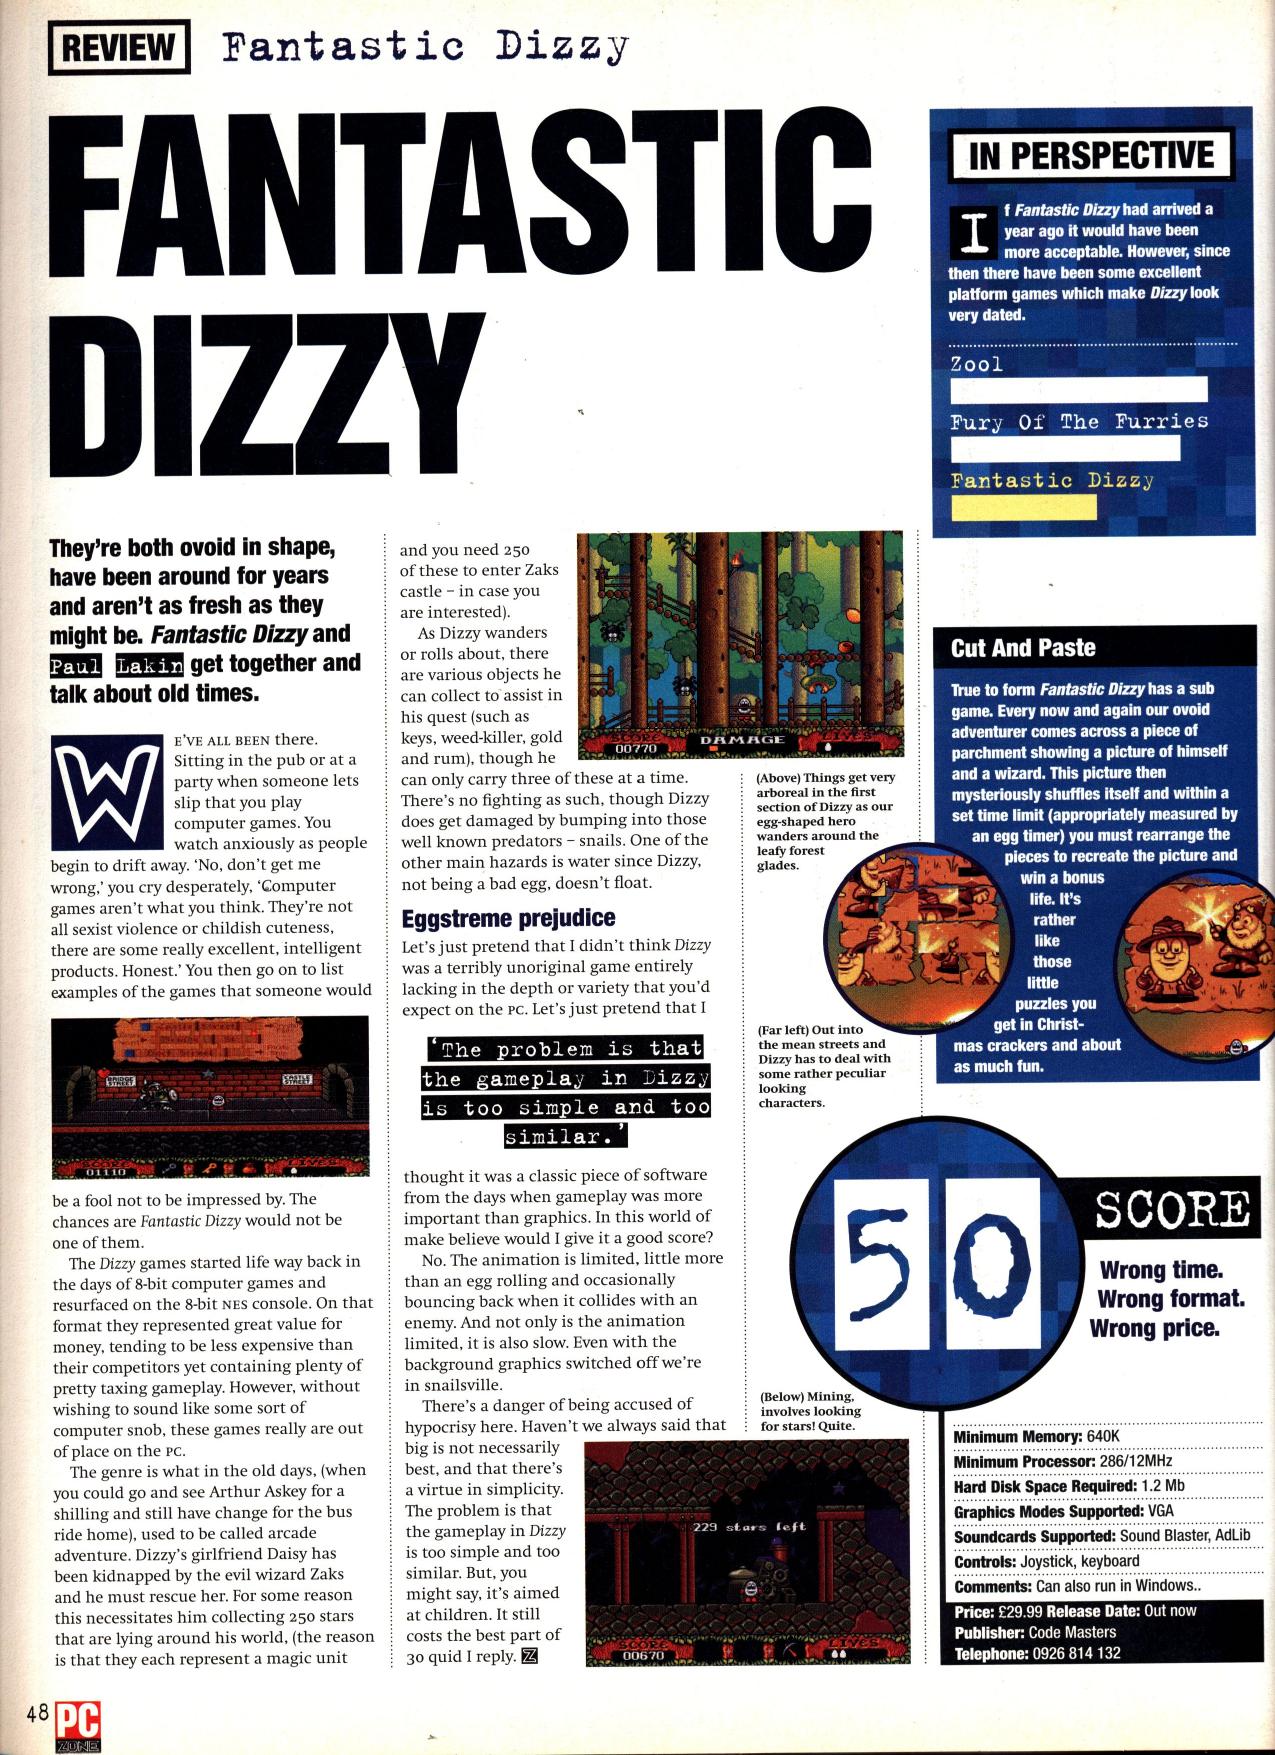 REVIEW Fantastic Dizzy
FANTASTIC
DIZZY
They're both ovoid in shape,
have been around for years
and aren't as fresh as they
might be. Fantastic Dizzy and
Paul Lakin get together and
talk about old times.
WE'VE ALL BEEN there.
Sitting in the pub or at a
party when someone lets
slip that you play
computer games. You
watch anxiously as people
begin to drift away. 'No, don't get me
wrong,' you cry desperately, 'Computer
games aren't what you think. They're not
all sexist violence or childish cuteness,
there are some really excellent, intelligent
products. Honest.' You then go on to list
examples of the games that someone would
BRIDGE STREET
CASTLE STREET
SCORE
01110
LIVES
be a fool not to be impressed by. The
chances are Fantastic Dizzy would not be
one of them.
The Dizzy games started life way back in
the days of 8-bit computer games and
resurfaced on the 8-bit NES console. On that
format they represented great value for
money, tending to be less expensive than
their competitors yet containing plenty of
pretty taxing gameplay. However, without
wishing to sound like some sort of
computer snob, these games really are out
of place on the PC.
The genre is what in the old days, (when
you could go and see Arthur Askey for a
shilling and still have change for the bus
ride home), used to be called arcade
adventure. Dizzy's girlfriend Daisy has
been kidnapped by the evil wizard Zaks
and he must rescue her. For some reason
this necessitates him collecting 250 stars
that are lying around his world, (the reason
is that they each represent a magic unit
and you need 250
of these to enter Zaks
castle – in case you
are interested).
As Dizzy wanders
or rolls about, there
are various objects he
can collect to assist in
his quest (such as
keys, weed-killer, gold
and rum), though he
can only carry three of these at a time.
There's no fighting as such, though Dizzy
does get damaged by bumping into those
well known predators – snails. One of the
other main hazards is water since Dizzy,
not being a bad egg, doesn't float.
Eggstreme prejudice
Let's just pretend that I didn't think Dizzy
was a terribly unoriginal game entirely
lacking in the depth or variety that you'd
expect on the PC. Let's just pretend that I
'The problem is that
the gameplay in Dizzy
is too simple and too
similar.'
thought it was a classic piece of software
from the days when gameplay was more
important than graphics. In this world of
make believe would I give it a good score?
No. The animation is limited, little more
than an egg rolling and occasionally
bouncing back when it collides with an
enemy. And not only is the animation
limited, it is also slow. Even with the
background graphics switched off we're
in snailsville.
There's a danger of being accused of
hypocrisy here. Haven't we always said that
big is not necessarily
best, and that there's
a virtue in simplicity.
The problem is that
the gameplay in Dizzy
is too simple and too
similar. But, you
might say, it's aimed
at children. It still
costs the best part of
30 quid I reply. Z
SCORE
00770
DAMAGE
LIVES
(Above) Things get very
arboreal in the first
section of Dizzy as our
egg-shaped hero
wanders around the
leafy forest
glades.
(Far left) Out into
the mean streets and
Dizzy has to deal with
some rather peculiar
looking
characters.
(Below) Mining,
involves looking
for stars! Quite.
229 stars left
SCORE
00670
LIVES
IN PERSPECTIVE
If Fantastic Dizzy had arrived a
year ago it would have been
more acceptable. However, since
then there have been some excellent
platform games which make Dizzy look
very dated.
Zool
Fury Of The Furries
Fantastic Dizzy
Cut And Paste
True to form Fantastic Dizzy has a sub
game. Every now and again our ovoid
adventurer comes across a piece of
parchment showing a picture of himself
and a wizard. This picture then
mysteriously shuffles itself and within a
set time limit (appropriately measured by
an egg timer) you must rearrange the
pieces to recreate the picture and
win a bonus
life. It's
rather
like
those
little
puzzles you
get in Christ-
mas crackers and about
as much fun.
50
SCORE
Wrong time.
Wrong format.
Wrong price.
Minimum Memory: 640K
Minimum Processor: 286/12MHz
Hard Disk Space Required: 1.2 Mb
Graphics Modes Supported: VGA
Soundcards Supported: Sound Blaster, AdLib
Controls: Joystick, keyboard
Comments: Can also run in Windows..
Price: £29.99 Release Date: Out now
Publisher: Code Masters
Telephone: 0926 814 132
48 PC
ZONE